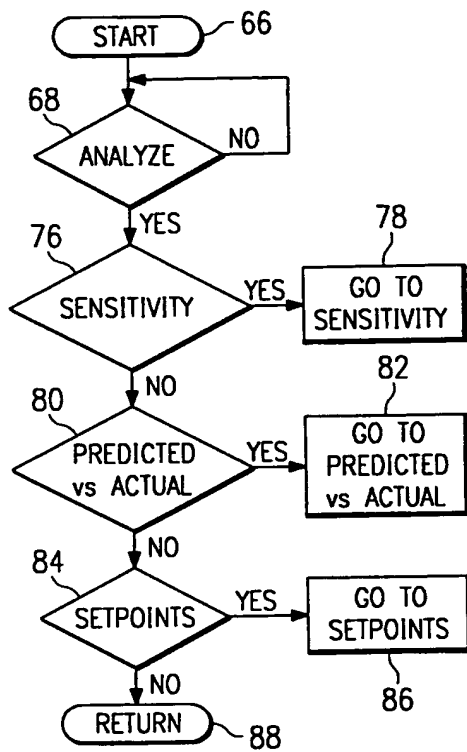 START
66
68
ANALYZE
NO
YES
76
SENSITIVITY
YES
78
GO TO
SENSITIVITY
NO
80
PREDICTED
vs ACTUAL
YES
82
GO TO
PREDICTED
vs ACTUAL
NO
84
SETPOINTS
YES
GO TO
SETPOINTS
86
NO
RETURN
88